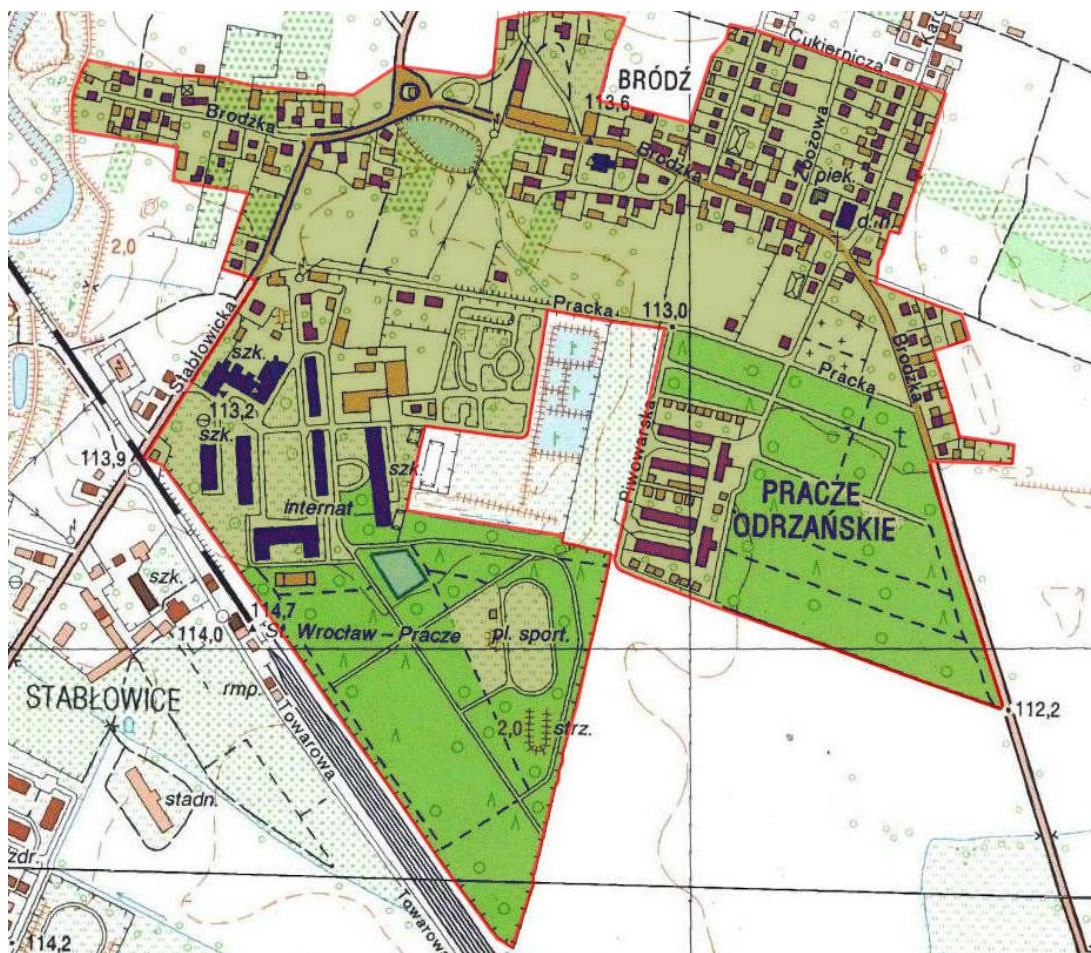 Cukiernicza
BRÓDŹ
113,6
Brodzka
Brodzka
Zbożowa
piek.
d.h.
Pracka
113,0
Stabłowicka
szk.
Brodzka
Pracka
113,2
szk.
113,9
szk.
Piwowarska
internat
PRACZE
ODRZAŃSKIE
szk.
114,7
St. Wrocław – Pracze
pl. sport.
114,0
rmp.
STABŁOWICE
2,0
strz.
112,2
Towarowa
stadn.
zdr.
Towarowa
114,2
2,0